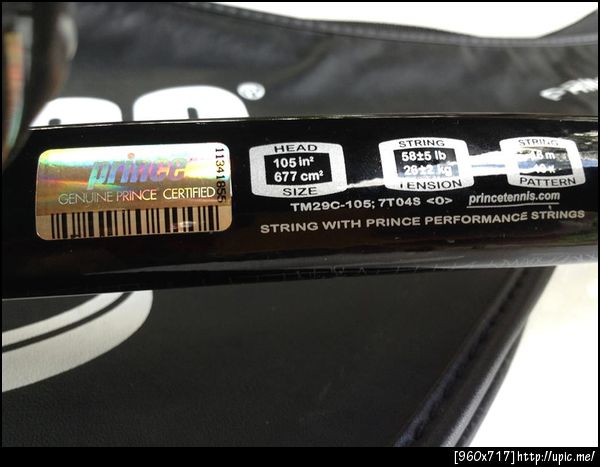 ®
prince
GENUINE PRINCE CERTIFIED
11341855
HEAD
105 in²
677 cm²
SIZE
STRING
58±5 lb
26±2 kg
TENSION
STRING
PATTERN
TM29C-105; 7T04S <0>
princetennis.com
STRING WITH PRINCE PERFORMANCE STRINGS
[960x717]http://upic.me/